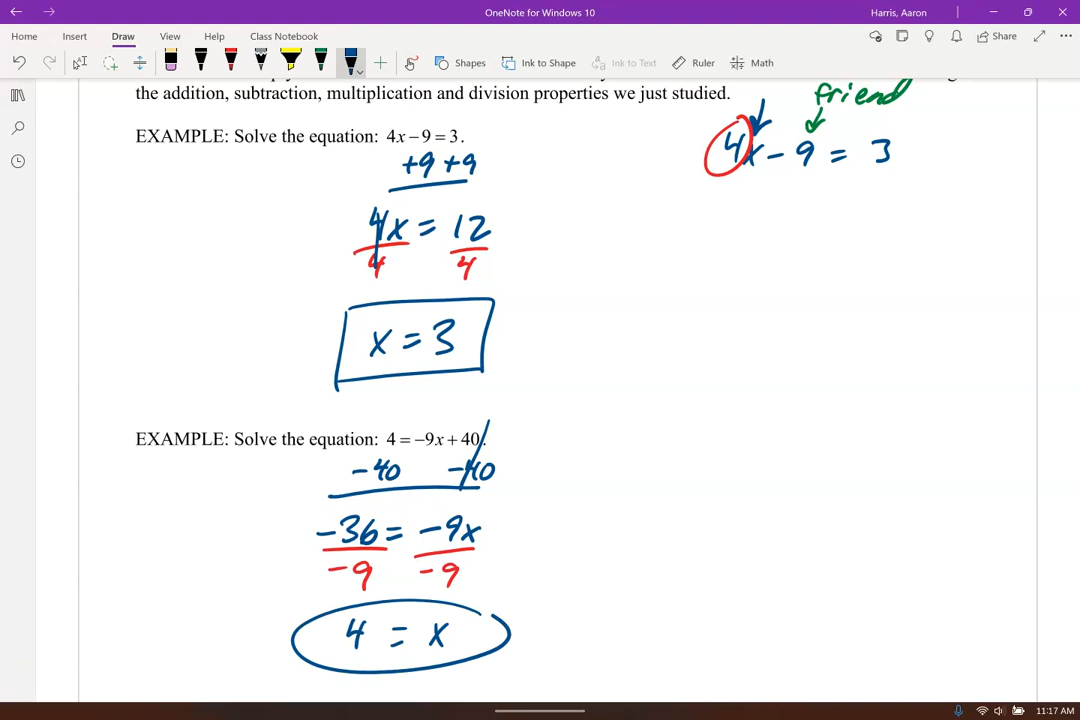 OneNote for Windows 10
Harris, Aaron
Home Insert Draw View Help Class Notebook
Share
Shapes Ink to Shape Ink to Text Ruler Math
the addition, subtraction, multiplication and division properties we just studied.
friend
EXAMPLE: Solve the equation: 4x − 9 = 3.
4x − 9 = 3
+9 +9
4x = 12
4 4
x = 3
EXAMPLE: Solve the equation: 4 = −9x + 40.
−40 −40
−36 = −9x
−9 −9
4 = x
11:17 AM